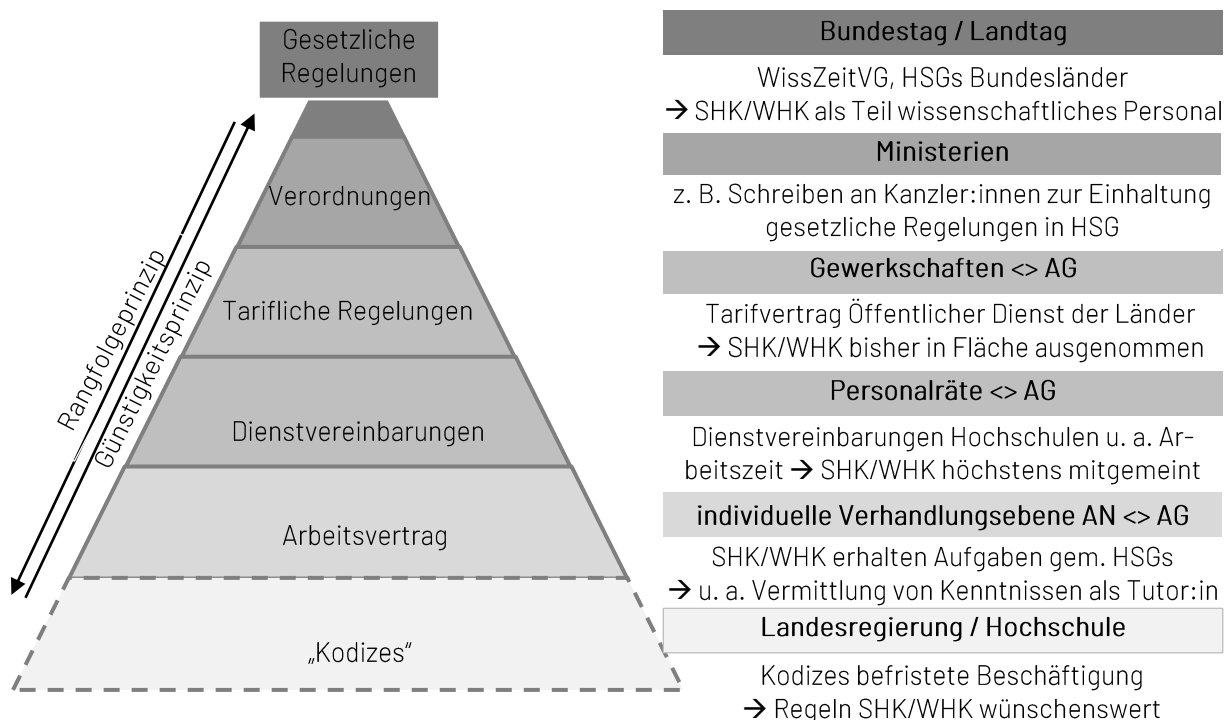 Gesetzliche
Regelungen
Verordnungen
Tarifliche Regelungen
Dienstvereinbarungen
Arbeitsvertrag
„Kodizes“
Rangfolgeprinzip
Günstigkeitsprinzip
Bundestag / Landtag
WissZeitVG, HSGs Bundesländer
→ SHK/WHK als Teil wissenschaftliches Personal
Ministerien
z. B. Schreiben an Kanzler:innen zur Einhaltung
gesetzliche Regelungen in HSG
Gewerkschaften <> AG
Tarifvertrag Öffentlicher Dienst der Länder
→ SHK/WHK bisher in Fläche ausgenommen
Personalräte <> AG
Dienstvereinbarungen Hochschulen u. a. Ar-
beitszeit → SHK/WHK höchstens mitgemeint
individuelle Verhandlungsebene AN <> AG
SHK/WHK erhalten Aufgaben gem. HSGs
→ u. a. Vermittlung von Kenntnissen als Tutor:in
Landesregierung / Hochschule
Kodizes befristete Beschäftigung
→ Regeln SHK/WHK wünschenswert